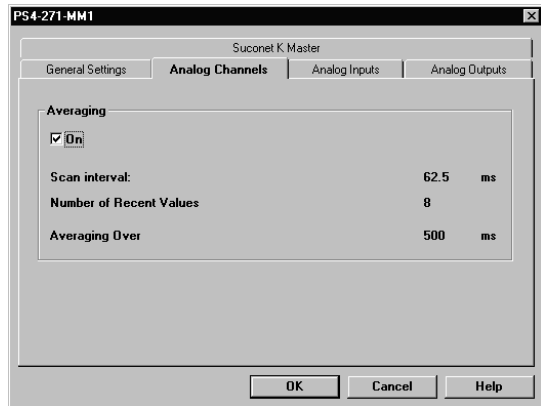 PS4-271-MM1
Suconet K Master
General Settings
Analog Channels
Analog Inputs
Analog Outputs
Averaging
On
Scan interval: 62.5 ms
Number of Recent Values 8
Averaging Over 500 ms
OK
Cancel
Help